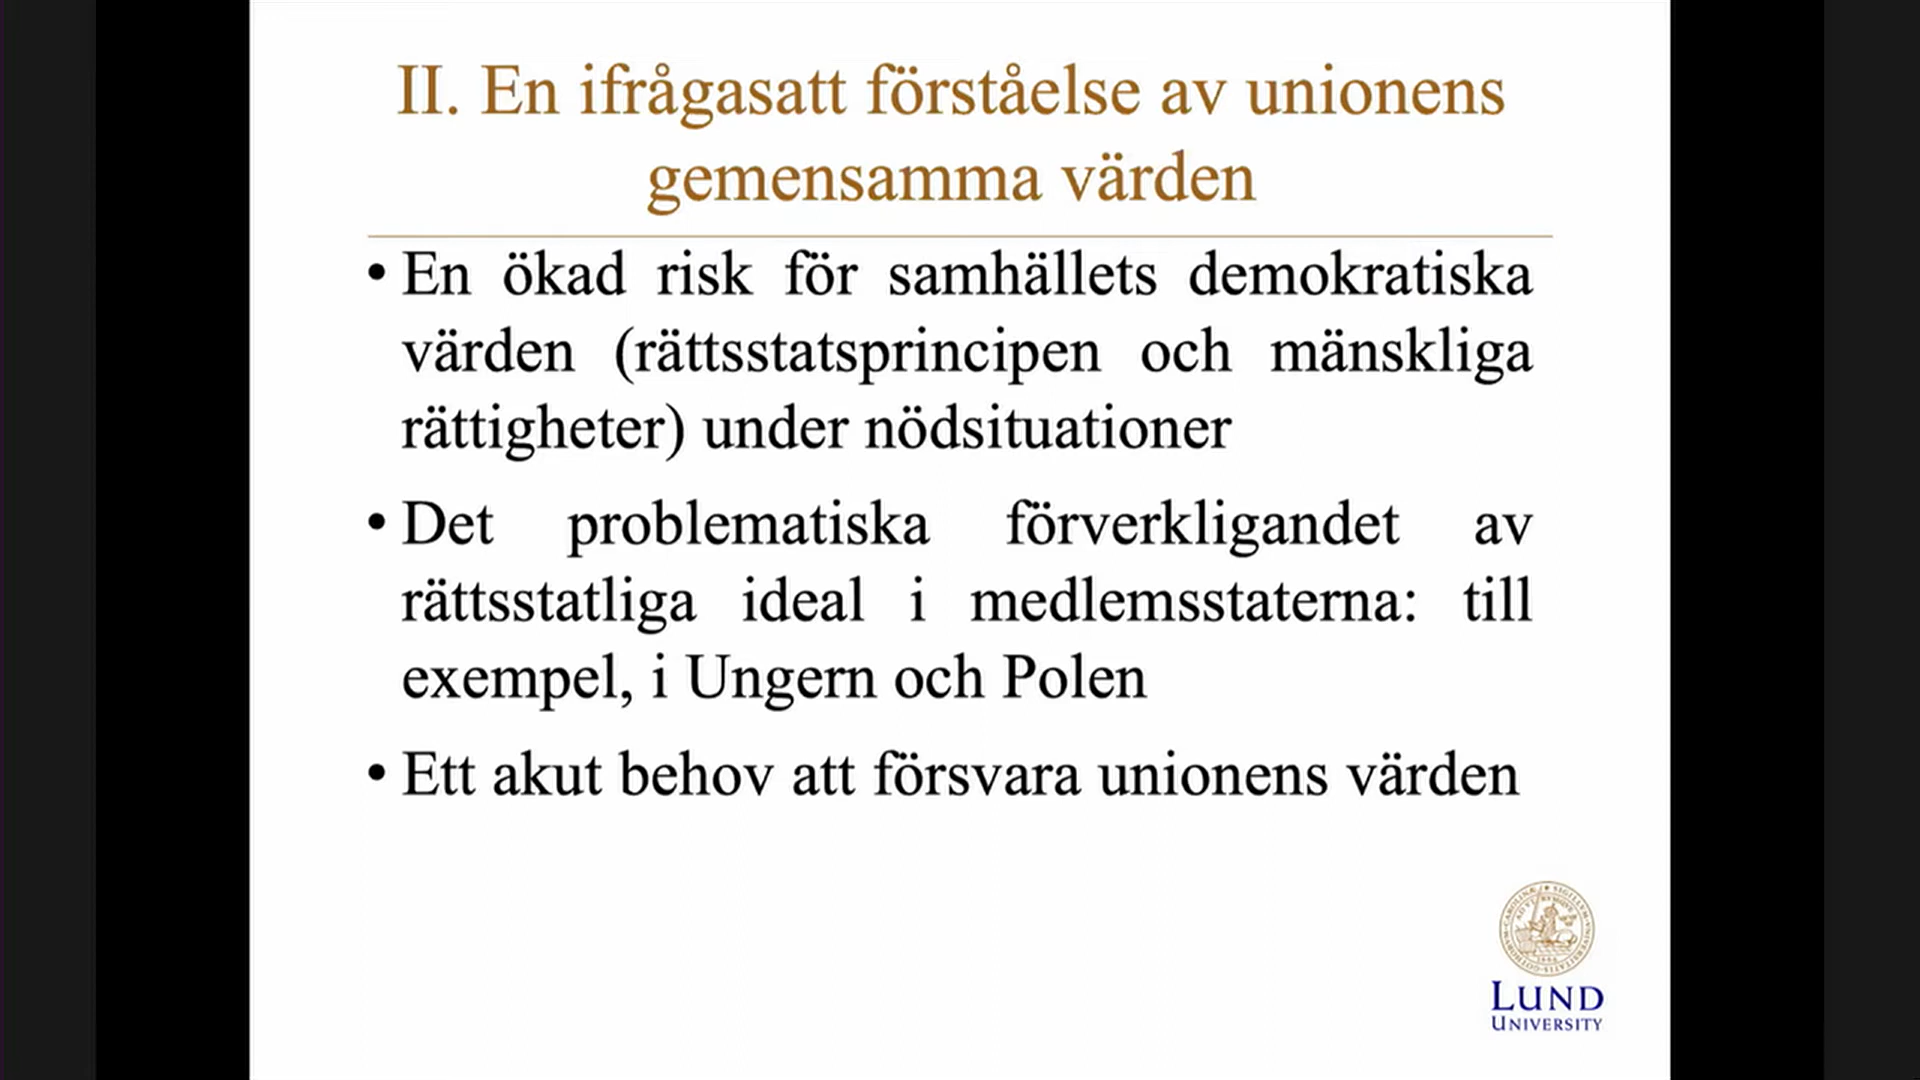 II. En ifrågasatt förståelse av unionens
gemensamma värden
• En ökad risk för samhällets demokratiska
värden (rättsstatsprincipen och mänskliga
rättigheter) under nödsituationer
• Det problematiska förverkligandet av
rättsstatliga ideal i medlemsstaterna: till
exempel, i Ungern och Polen
• Ett akut behov att försvara unionens värden
LUND
UNIVERSITY